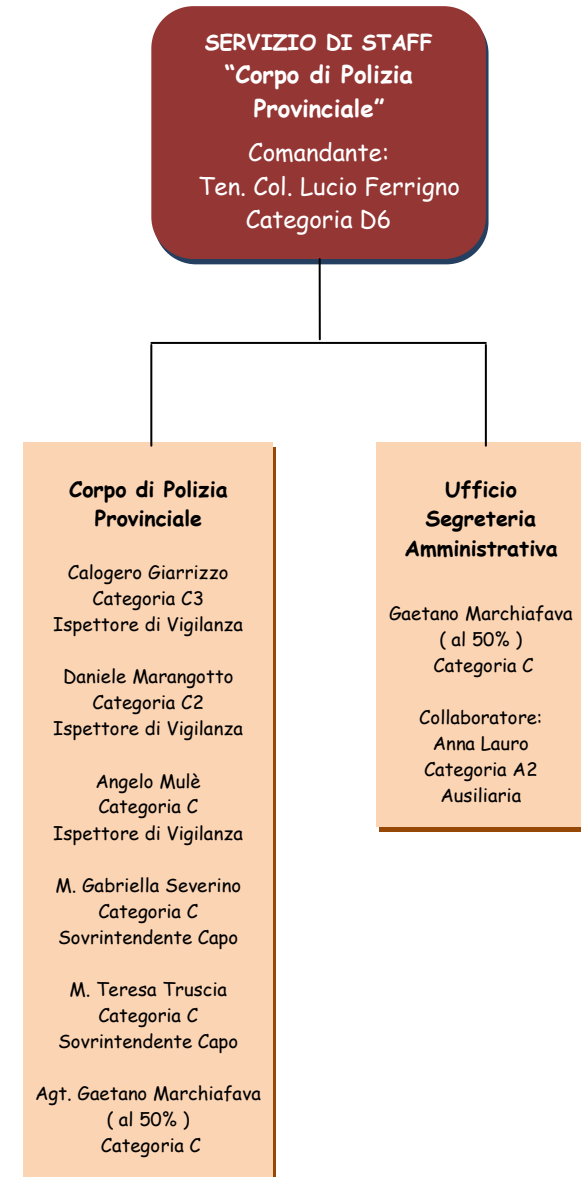 SERVIZIO DI STAFF
“Corpo di Polizia
Provinciale”
Comandante:
Ten. Col. Lucio Ferrigno
Categoria D6
Corpo di Polizia
Provinciale
Calogero Giarrizzo
Categoria C3
Ispettore di Vigilanza
Daniele Marangotto
Categoria C2
Ispettore di Vigilanza
Angelo Mulè
Categoria C
Ispettore di Vigilanza
M. Gabriella Severino
Categoria C
Sovrintendente Capo
M. Teresa Truscia
Categoria C
Sovrintendente Capo
Agt. Gaetano Marchiafava
( al 50% )
Categoria C
Ufficio
Segreteria
Amministrativa
Gaetano Marchiafava
( al 50% )
Categoria C
Collaboratore:
Anna Lauro
Categoria A2
Ausiliaria